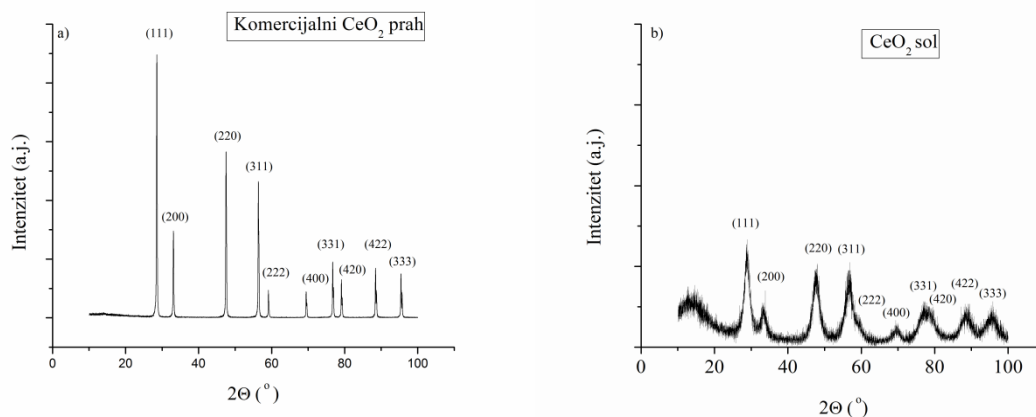 a)
Komercijalni CeO₂ prah
(111)
(200)
(220)
(311)
(222)
(400)
(331)
(420)
(422)
(333)
Intenzitet (a.j.)
0 20 40 60 80 100
2Θ (°)
b)
CeO₂ sol
(111)
(200)
(220)
(311)
(222)
(400)
(331)
(420)
(422)
(333)
Intenzitet (a.j.)
0 20 40 60 80 100
2Θ (°)